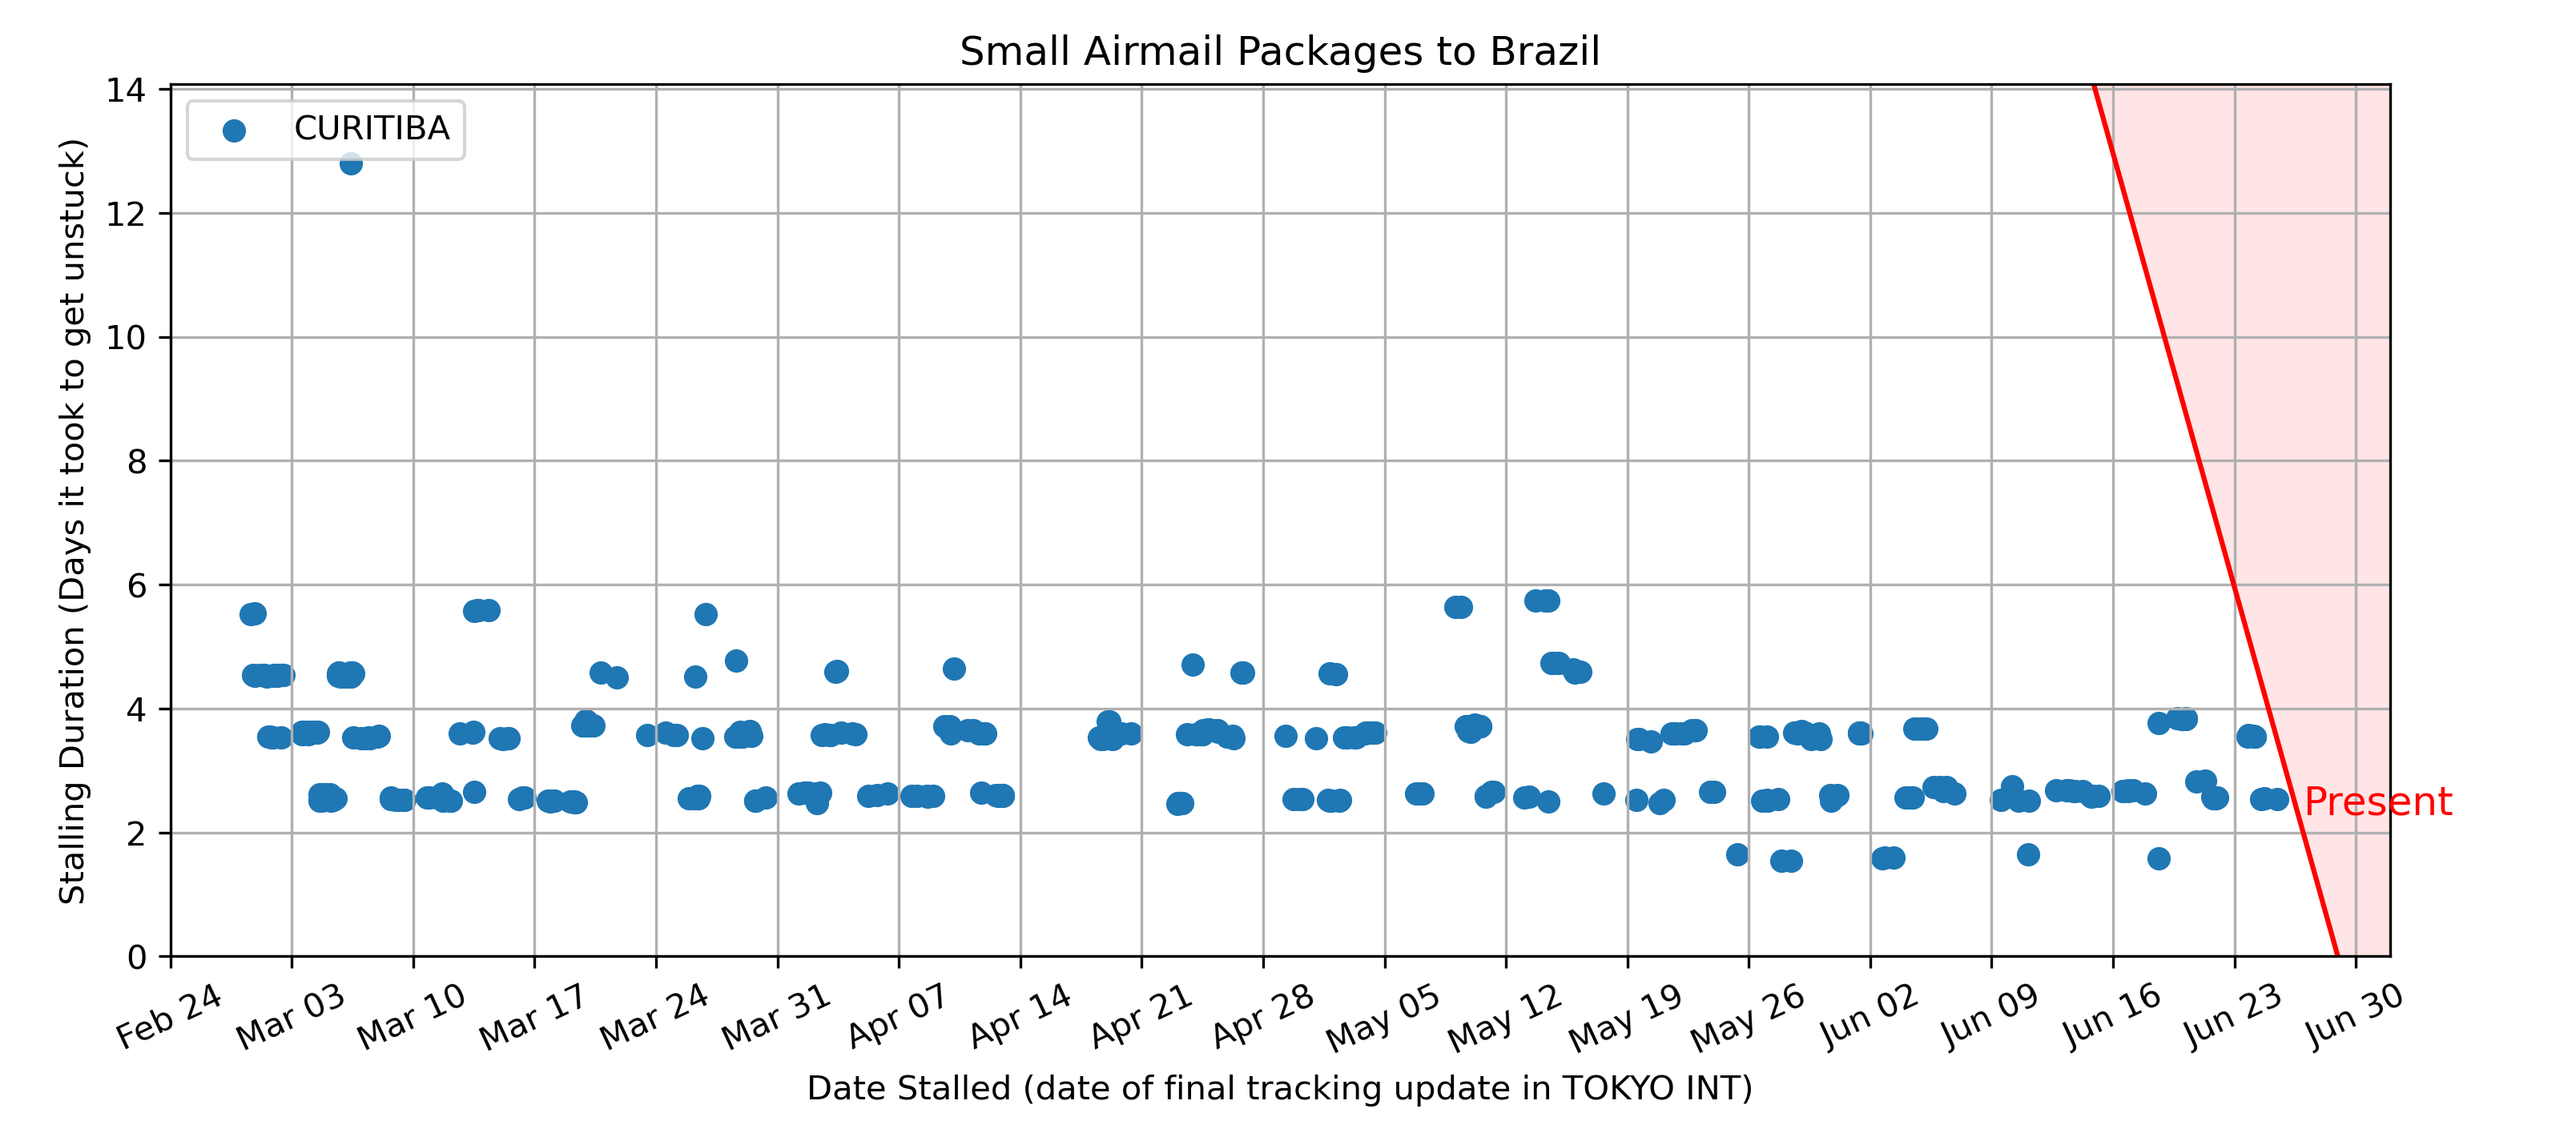 Small Airmail Packages to Brazil
CURITIBA
Stalling Duration (Days it took to get unstuck)
14
12
10
8
6
4
2
0
Present
Feb 24
Mar 03
Mar 10
Mar 17
Mar 24
Mar 31
Apr 07
Apr 14
Apr 21
Apr 28
May 05
May 12
May 19
May 26
Jun 02
Jun 09
Jun 16
Jun 23
Jun 30
Date Stalled (date of final tracking update in TOKYO INT)